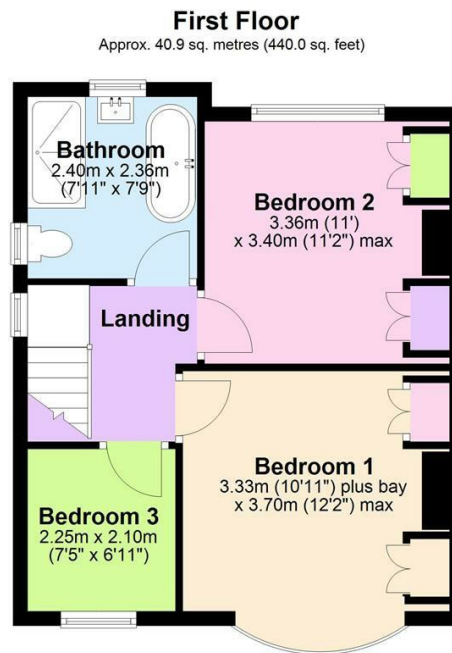 First Floor
Approx. 40.9 sq. metres (440.0 sq. feet)
Bathroom
2.40m x 2.36m
(7'11" x 7'9")
Bedroom 2
3.36m (11')
x 3.40m (11'2") max
Landing
Bedroom 1
3.33m (10'11") plus bay
x 3.70m (12'2") max
Bedroom 3
2.25m x 2.10m
(7'5" x 6'11")